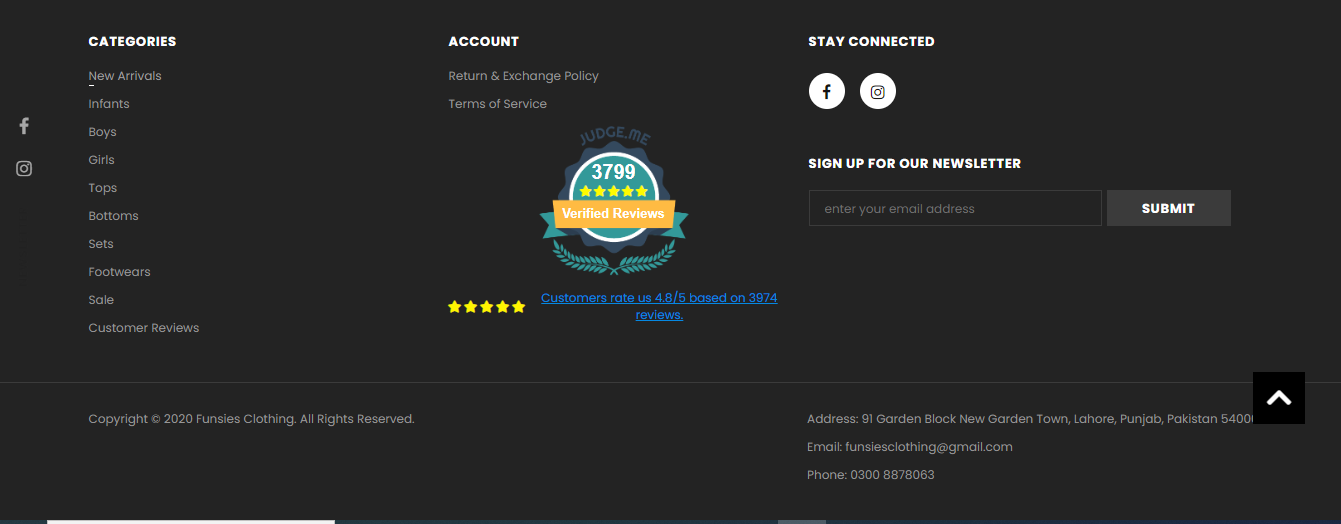 CATEGORIES
New Arrivals
Infants
Boys
Girls
Tops
Bottoms
Sets
Footwears
Sale
Customer Reviews
ACCOUNT
Return & Exchange Policy
Terms of Service
JUDGE.ME
3799
Verified Reviews
Customers rate us 4.8/5 based on 3974
reviews.
STAY CONNECTED
SIGN UP FOR OUR NEWSLETTER
enter your email address
SUBMIT
Copyright © 2020 Funsies Clothing. All Rights Reserved.
Address: 91 Garden Block New Garden Town, Lahore, Punjab, Pakistan
Email: funsiesclothing@gmail.com
Phone: 0300 8878063